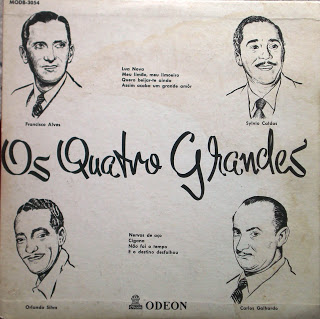 MODB-3054
Lua Nova
Meu limão, meu limoeiro
Quero beijar-te ainda
Assim acaba um grande amôr
Francisco Alves
Sylvio Caldas
Os Quatro Grandes
Nervos de aço
Cigana
Não foi o tempo
E o destino desfolhou
Orlando Silva
ODEON
Carlos Galhardo